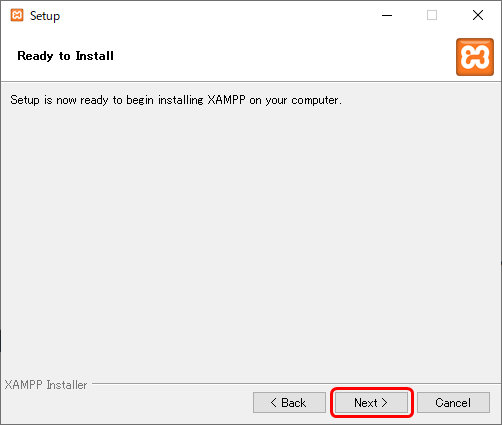 Setup
Ready to Install
Setup is now ready to begin installing XAMPP on your computer.
XAMPP Installer
< Back
Next >
Cancel